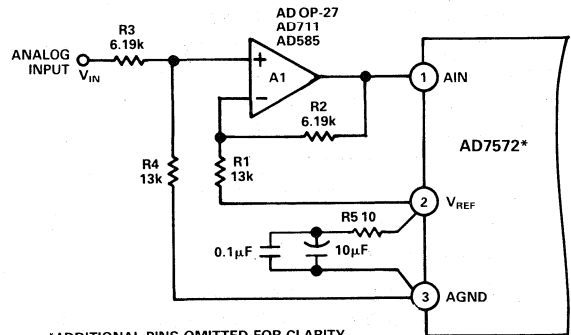 AD OP-27
AD711
AD585
R3
6.19k
ANALOG
INPUT
VIN
+
A1
−
R2
6.19k
1
AIN
AD7572*
R4
13k
R1
13k
2
VREF
R5 10
0.1µF
10µF
3
AGND
*ADDITIONAL PINS OMITTED FOR CLARITY